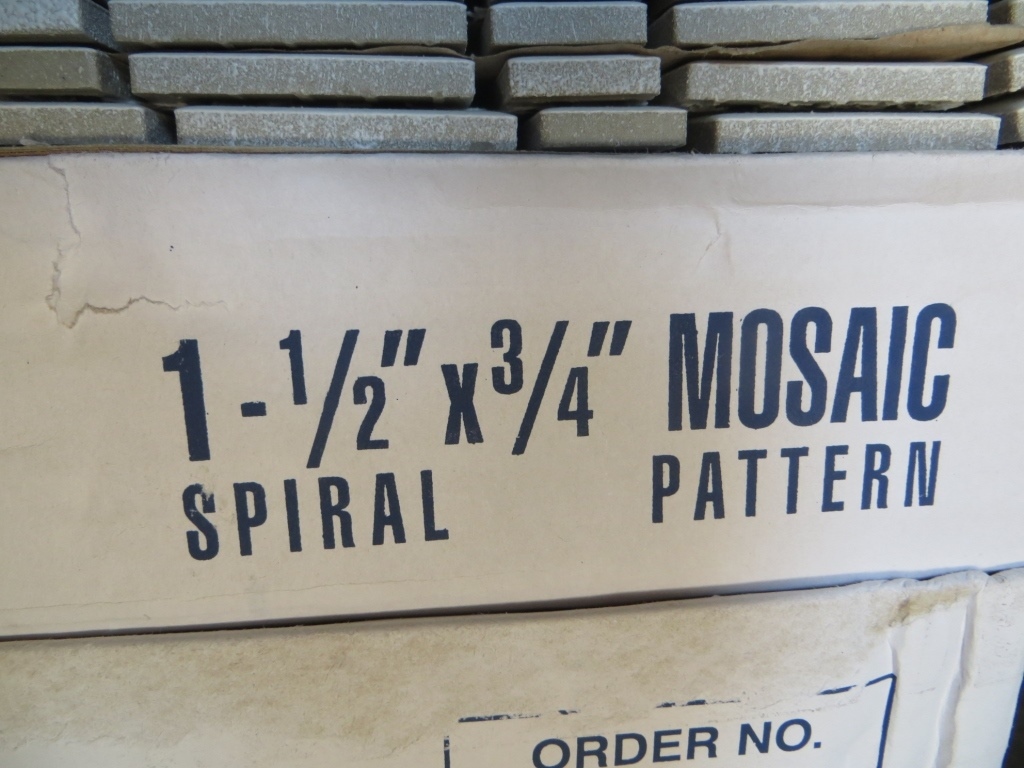 1-1/2" x 3/4" MOSAIC
SPIRAL PATTERN
ORDER NO.